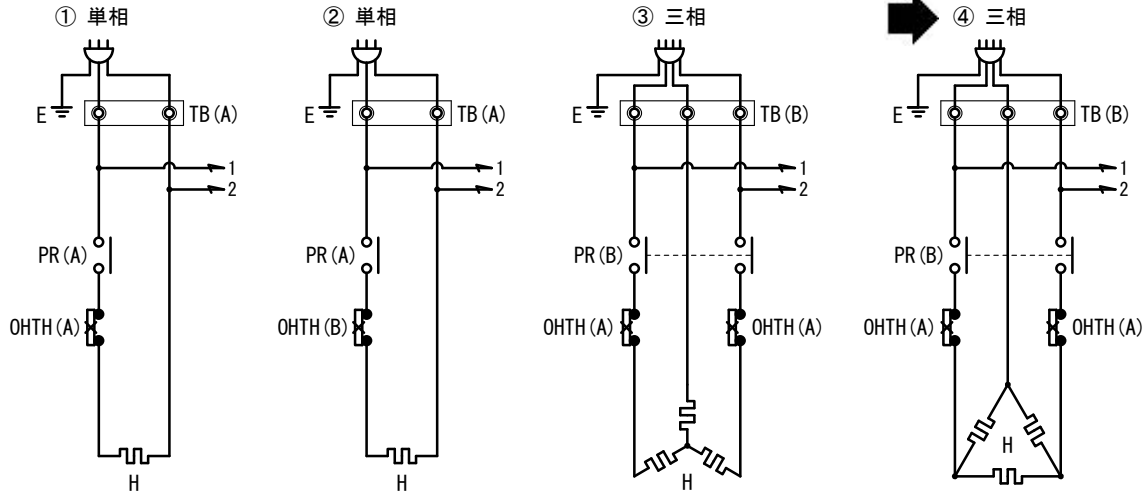 ① 単相
② 単相
③ 三相
④ 三相
E TB(A)
E TB(A)
E TB(B)
E TB(B)
1
1
1
1
2
2
2
2
PR(A)
PR(A)
PR(B)
PR(B)
OHTH(A)
OHTH(B)
OHTH(A) OHTH(A)
OHTH(A) OHTH(A)
H
H
H
H